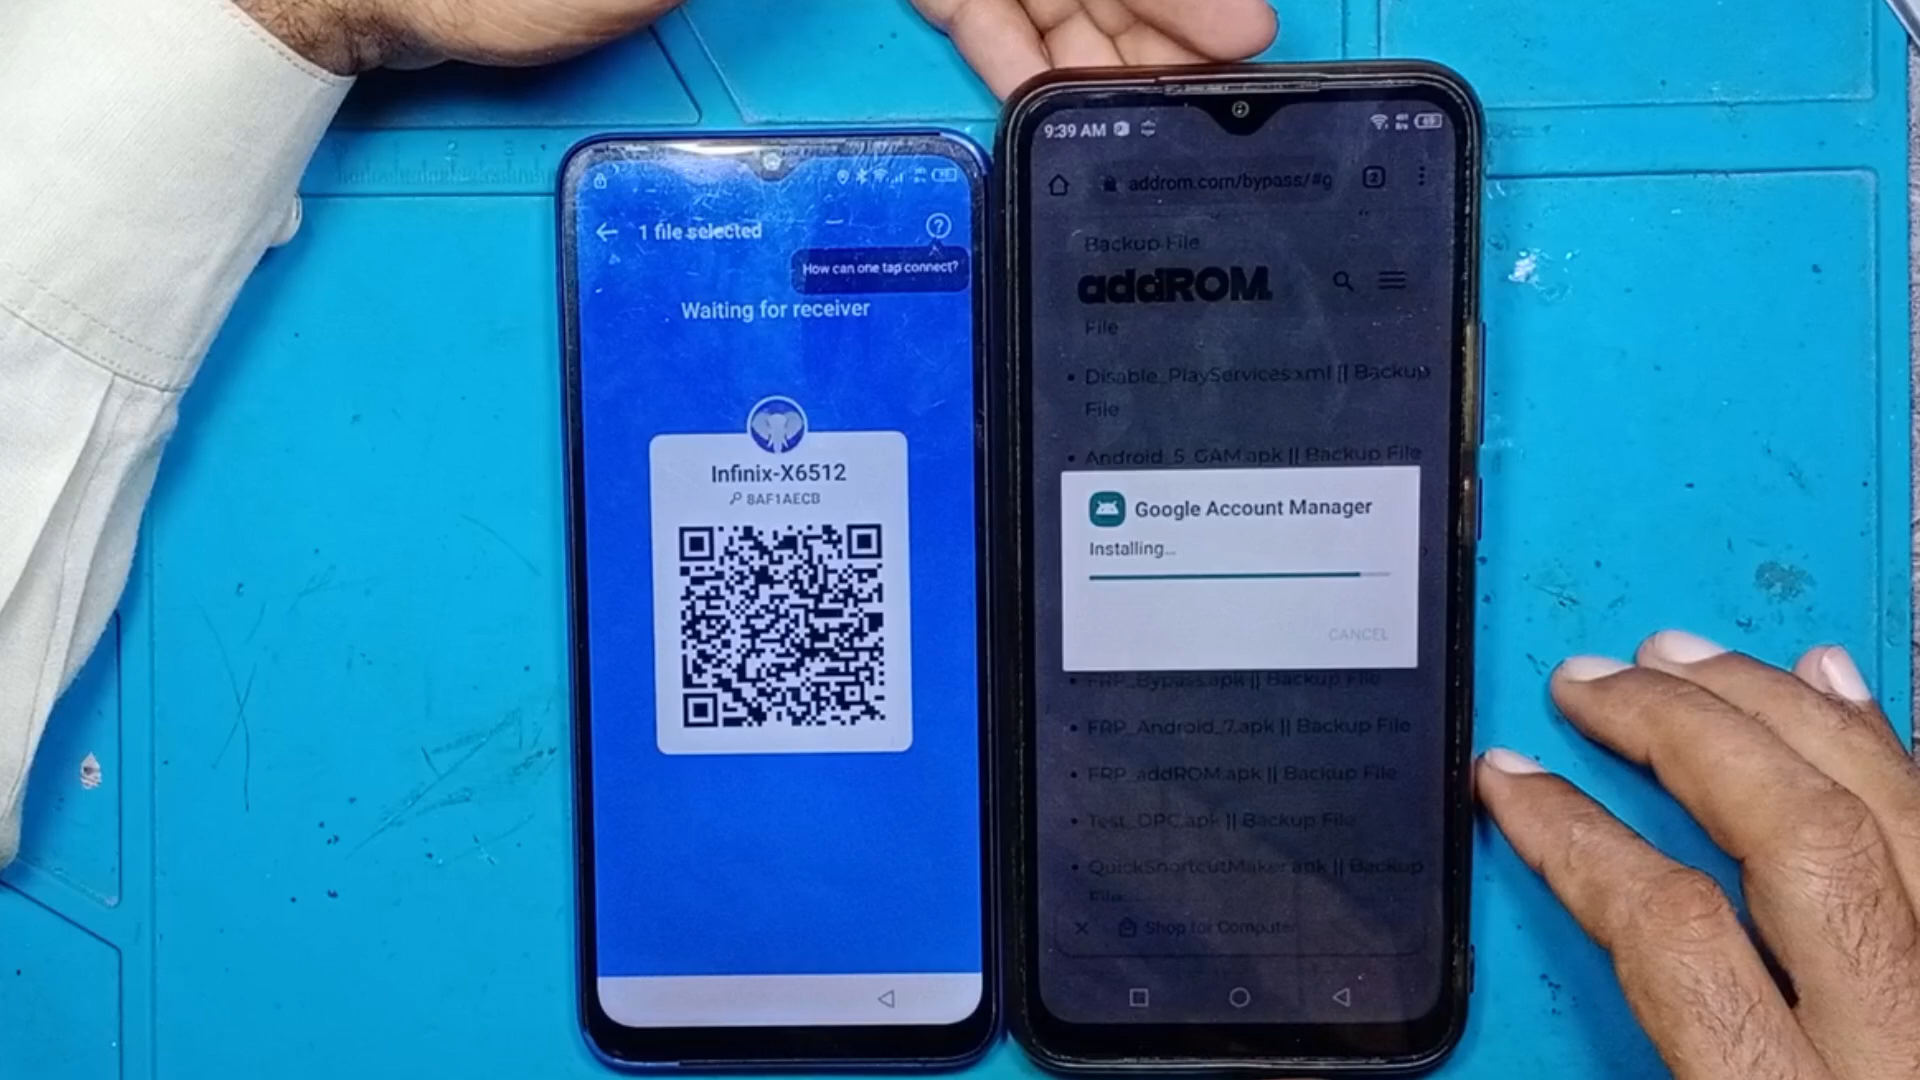 1 file selected
How can one tap connect?
Waiting for receiver
Infinix-X6512
8AF1AECB
9:39 AM
addrom.com/bypass/#g
2
Backup File
addROM
File
Disable_PlayServices.xml || Backup
File
Android_5_GAM.apk || Backup File
Google Account Manager
Installing...
CANCEL
FRP_Bypass.apk || Backup File
FRP_Android_7.apk || Backup File
FRP_addROM.apk || Backup File
Test_DPC.apk || Backup File
QuickShortcutMaker.apk || Backup
File
Shop for Computer